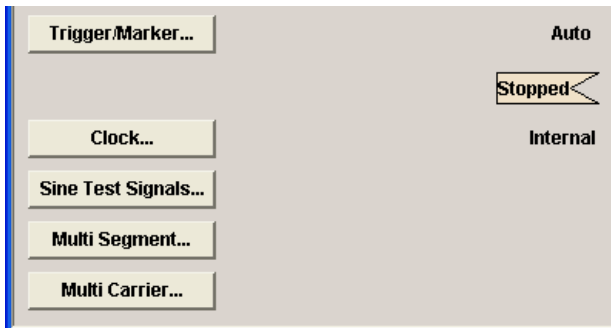 Trigger/Marker... Auto
Stopped
Clock... Internal
Sine Test Signals...
Multi Segment...
Multi Carrier...